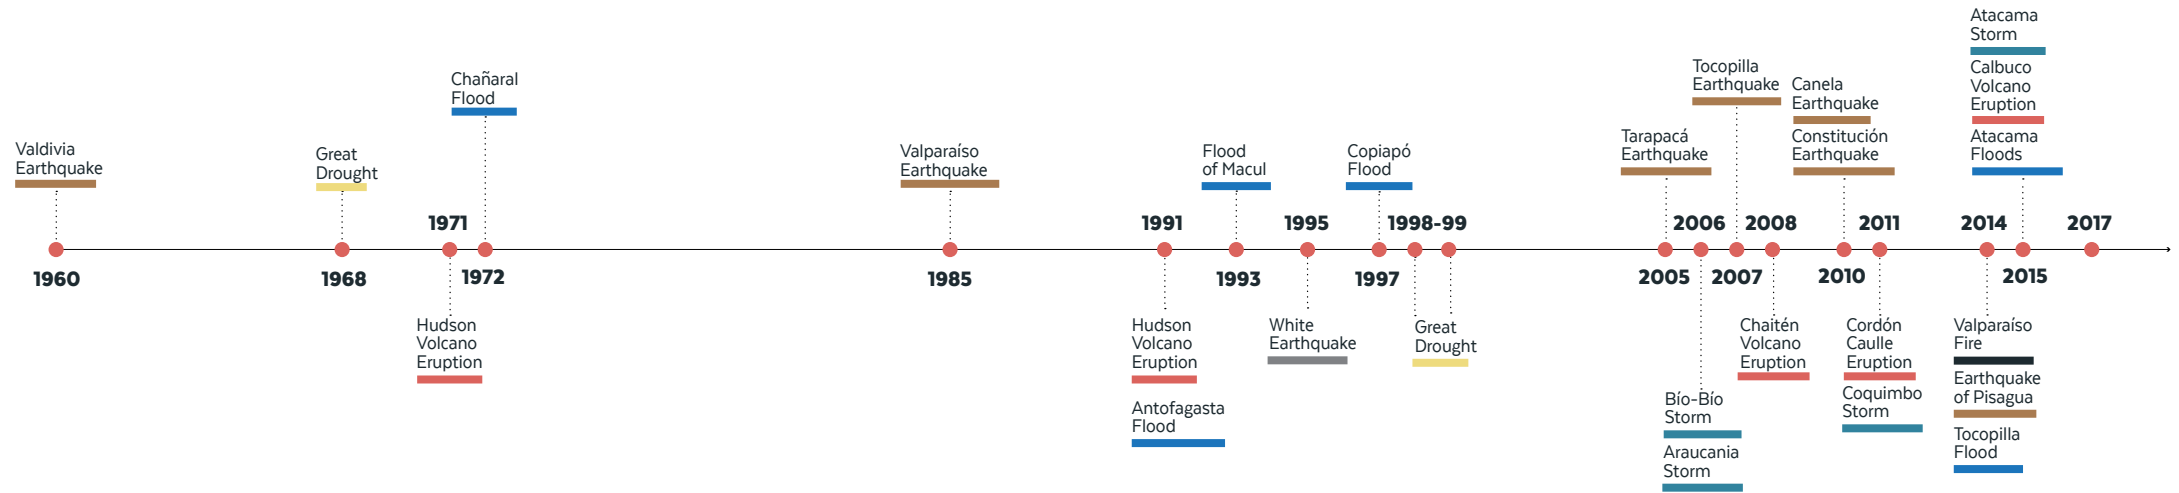 Valdivia
Earthquake
1960
Great
Drought
1968
1971
Hudson
Volcano
Eruption
Chañaral
Flood
1972
Valparaíso
Earthquake
1985
1991
Hudson
Volcano
Eruption
Antofagasta
Flood
Flood
of Macul
1993
1995
White
Earthquake
Copiapó
Flood
1997
1998-99
Great
Drought
Tarapacá
Earthquake
2005
2006
Bío-Bío
Storm
Araucania
Storm
Tocopilla
Earthquake
2007
2008
Chaitén
Volcano
Eruption
Canela
Earthquake
Constitución
Earthquake
2010
2011
Cordón
Caulle
Eruption
Coquimbo
Storm
2014
Valparaíso
Fire
Earthquake
of Pisagua
Tocopilla
Flood
Atacama
Storm
Calbuco
Volcano
Eruption
Atacama
Floods
2015
2017